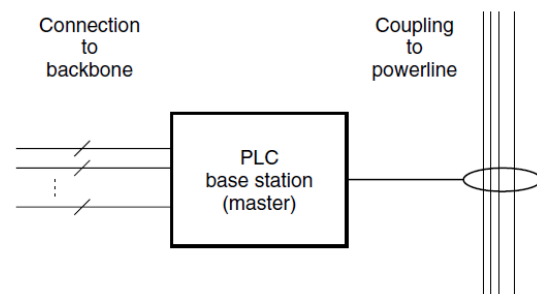 Connection
to
backbone
Coupling
to
powerline
PLC
base station
(master)